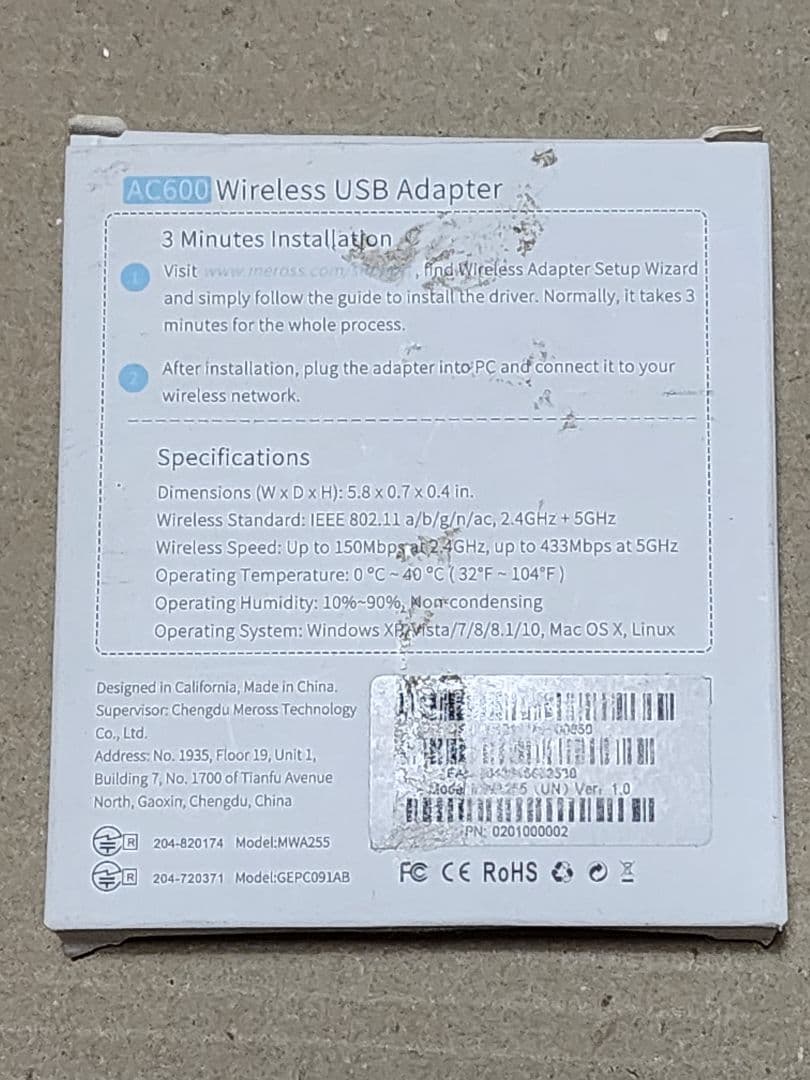 AC600 Wireless USB Adapter
3 Minutes Installation
1
Visit www.meross.com/ , find Wireless Adapter Setup Wizard
and simply follow the guide to install the driver. Normally, it takes 3
minutes for the whole process.
2
After installation, plug the adapter into PC and connect it to your
wireless network.
Specifications
Dimensions (W x D x H): 5.8 x 0.7 x 0.4 in.
Wireless Standard: IEEE 802.11 a/b/g/n/ac, 2.4GHz + 5GHz
Wireless Speed: Up to 150Mbps at 2.4GHz, up to 433Mbps at 5GHz
Operating Temperature: 0 °C ~ 40 °C ( 32°F ~ 104°F )
Operating Humidity: 10%~90%, Non-condensing
Operating System: Windows XP/Vista/7/8/8.1/10, Mac OS X, Linux
Designed in California, Made in China.
Supervisor: Chengdu Meross Technology
Co., Ltd.
Address: No. 1935, Floor 19, Unit 1,
Building 7, No. 1700 of Tianfu Avenue
North, Gaoxin, Chengdu, China
R 204-820174 Model:MWA255
R 204-720371 Model:GEPC091AB
(UN) Ver: 1.0
PN: 0201000002
FC CE RoHS